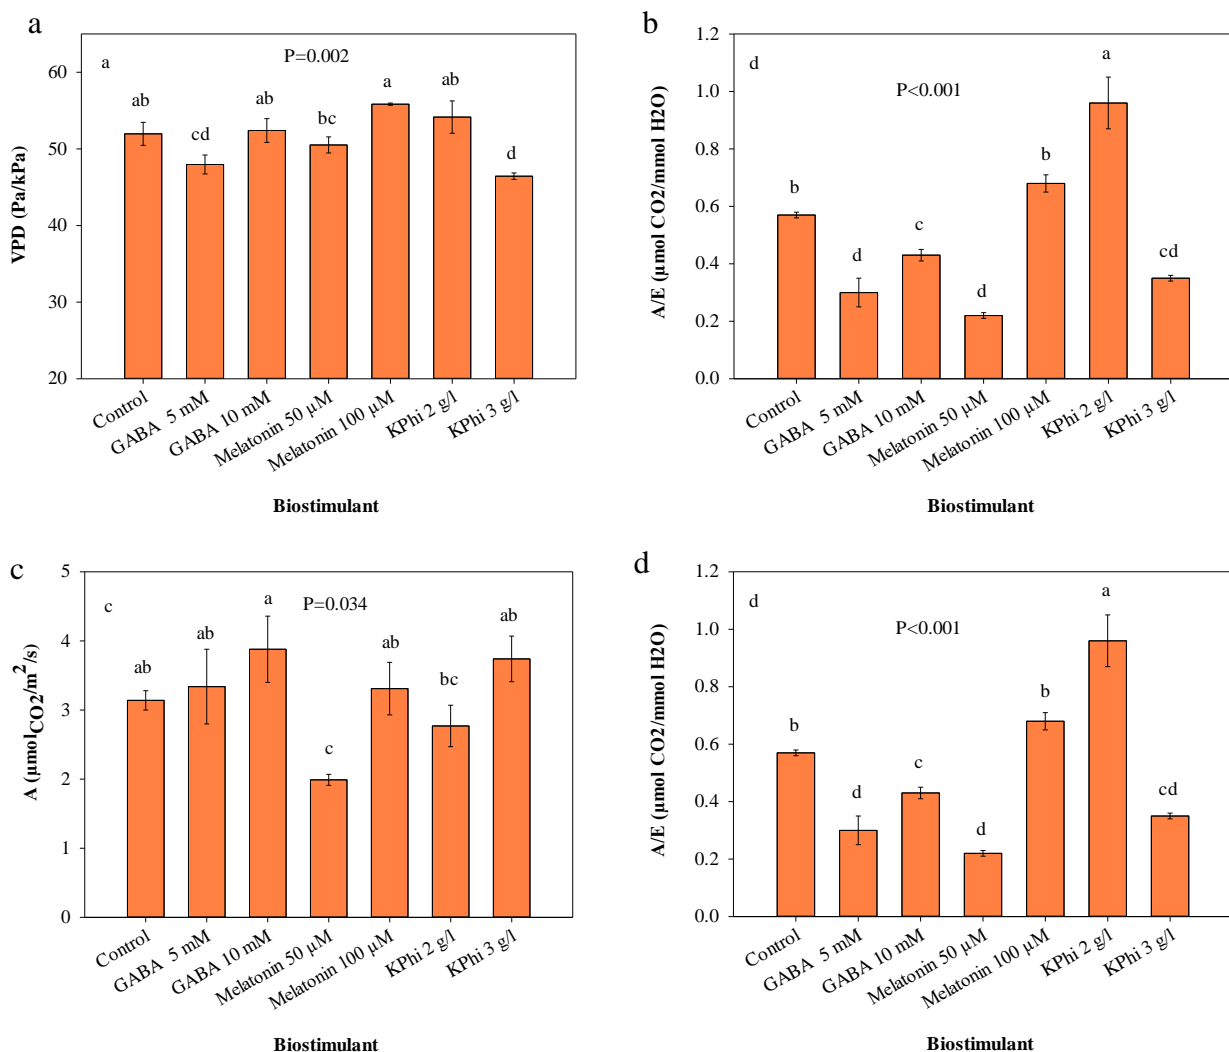 a
a
P=0.002
60
50
40
30
20
VPD (Pa/kPa)
ab
cd
ab
bc
a
ab
d
Control
GABA 5 mM
GABA 10 mM
Melatonin 50 µM
Melatonin 100 µM
KPhi 2 g/l
KPhi 3 g/l
Biostimulant
b
d
P<0.001
1.2
1.0
0.8
0.6
0.4
0.2
0.0
A/E (µmol CO2/mmol H2O)
b
d
c
d
b
a
cd
Control
GABA 5 mM
GABA 10 mM
Melatonin 50 µM
Melatonin 100 µM
KPhi 2 g/l
KPhi 3 g/l
Biostimulant
c
c
P=0.034
5
4
3
2
1
0
A (µmolCO2/m²/s)
ab
ab
a
c
ab
bc
ab
Control
GABA 5 mM
GABA 10 mM
Melatonin 50 µM
Melatonin 100 µM
KPhi 2 g/l
KPhi 3 g/l
Biostimulant
d
d
P<0.001
1.2
1.0
0.8
0.6
0.4
0.2
0.0
A/E (µmol CO2/mmol H2O)
b
d
c
d
b
a
cd
Control
GABA 5 mM
GABA 10 mM
Melatonin 50 µM
Melatonin 100 µM
KPhi 2 g/l
KPhi 3 g/l
Biostimulant